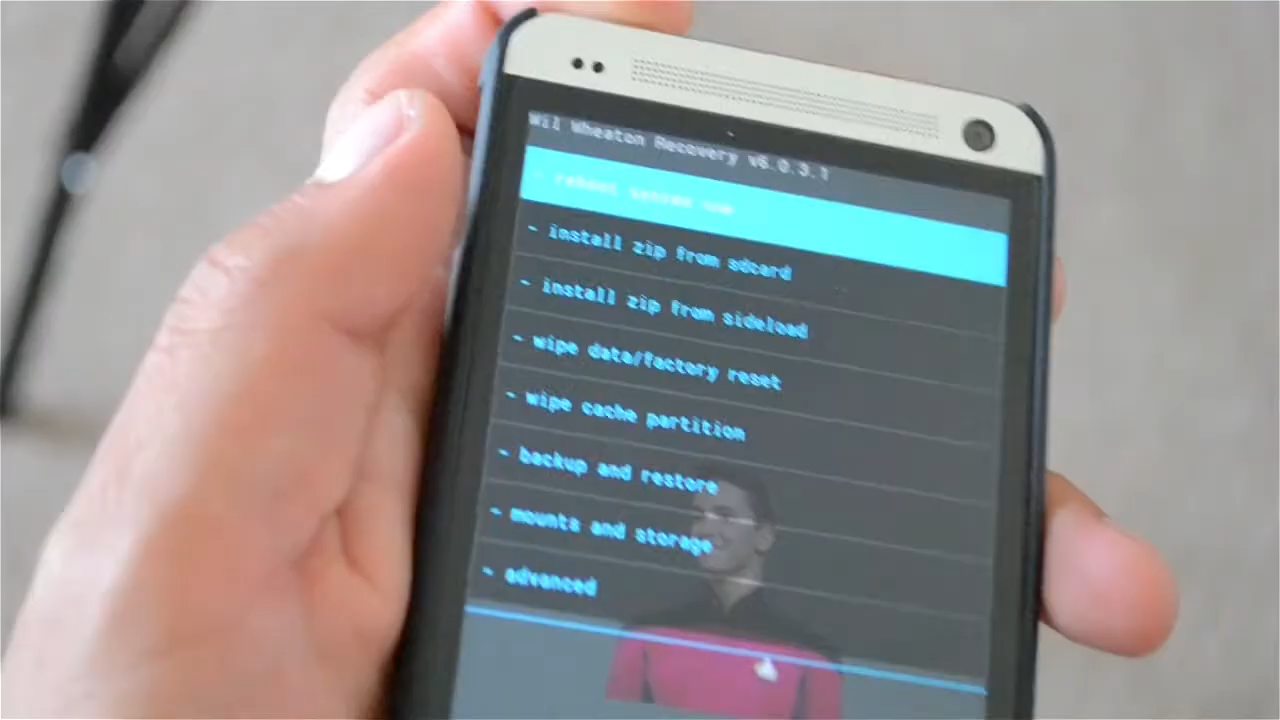 Wil Wheaton Recovery v6.0.3.1
- reboot system now
- install zip from sdcard
- install zip from sideload
- wipe data/factory reset
- wipe cache partition
- backup and restore
- mounts and storage
- advanced